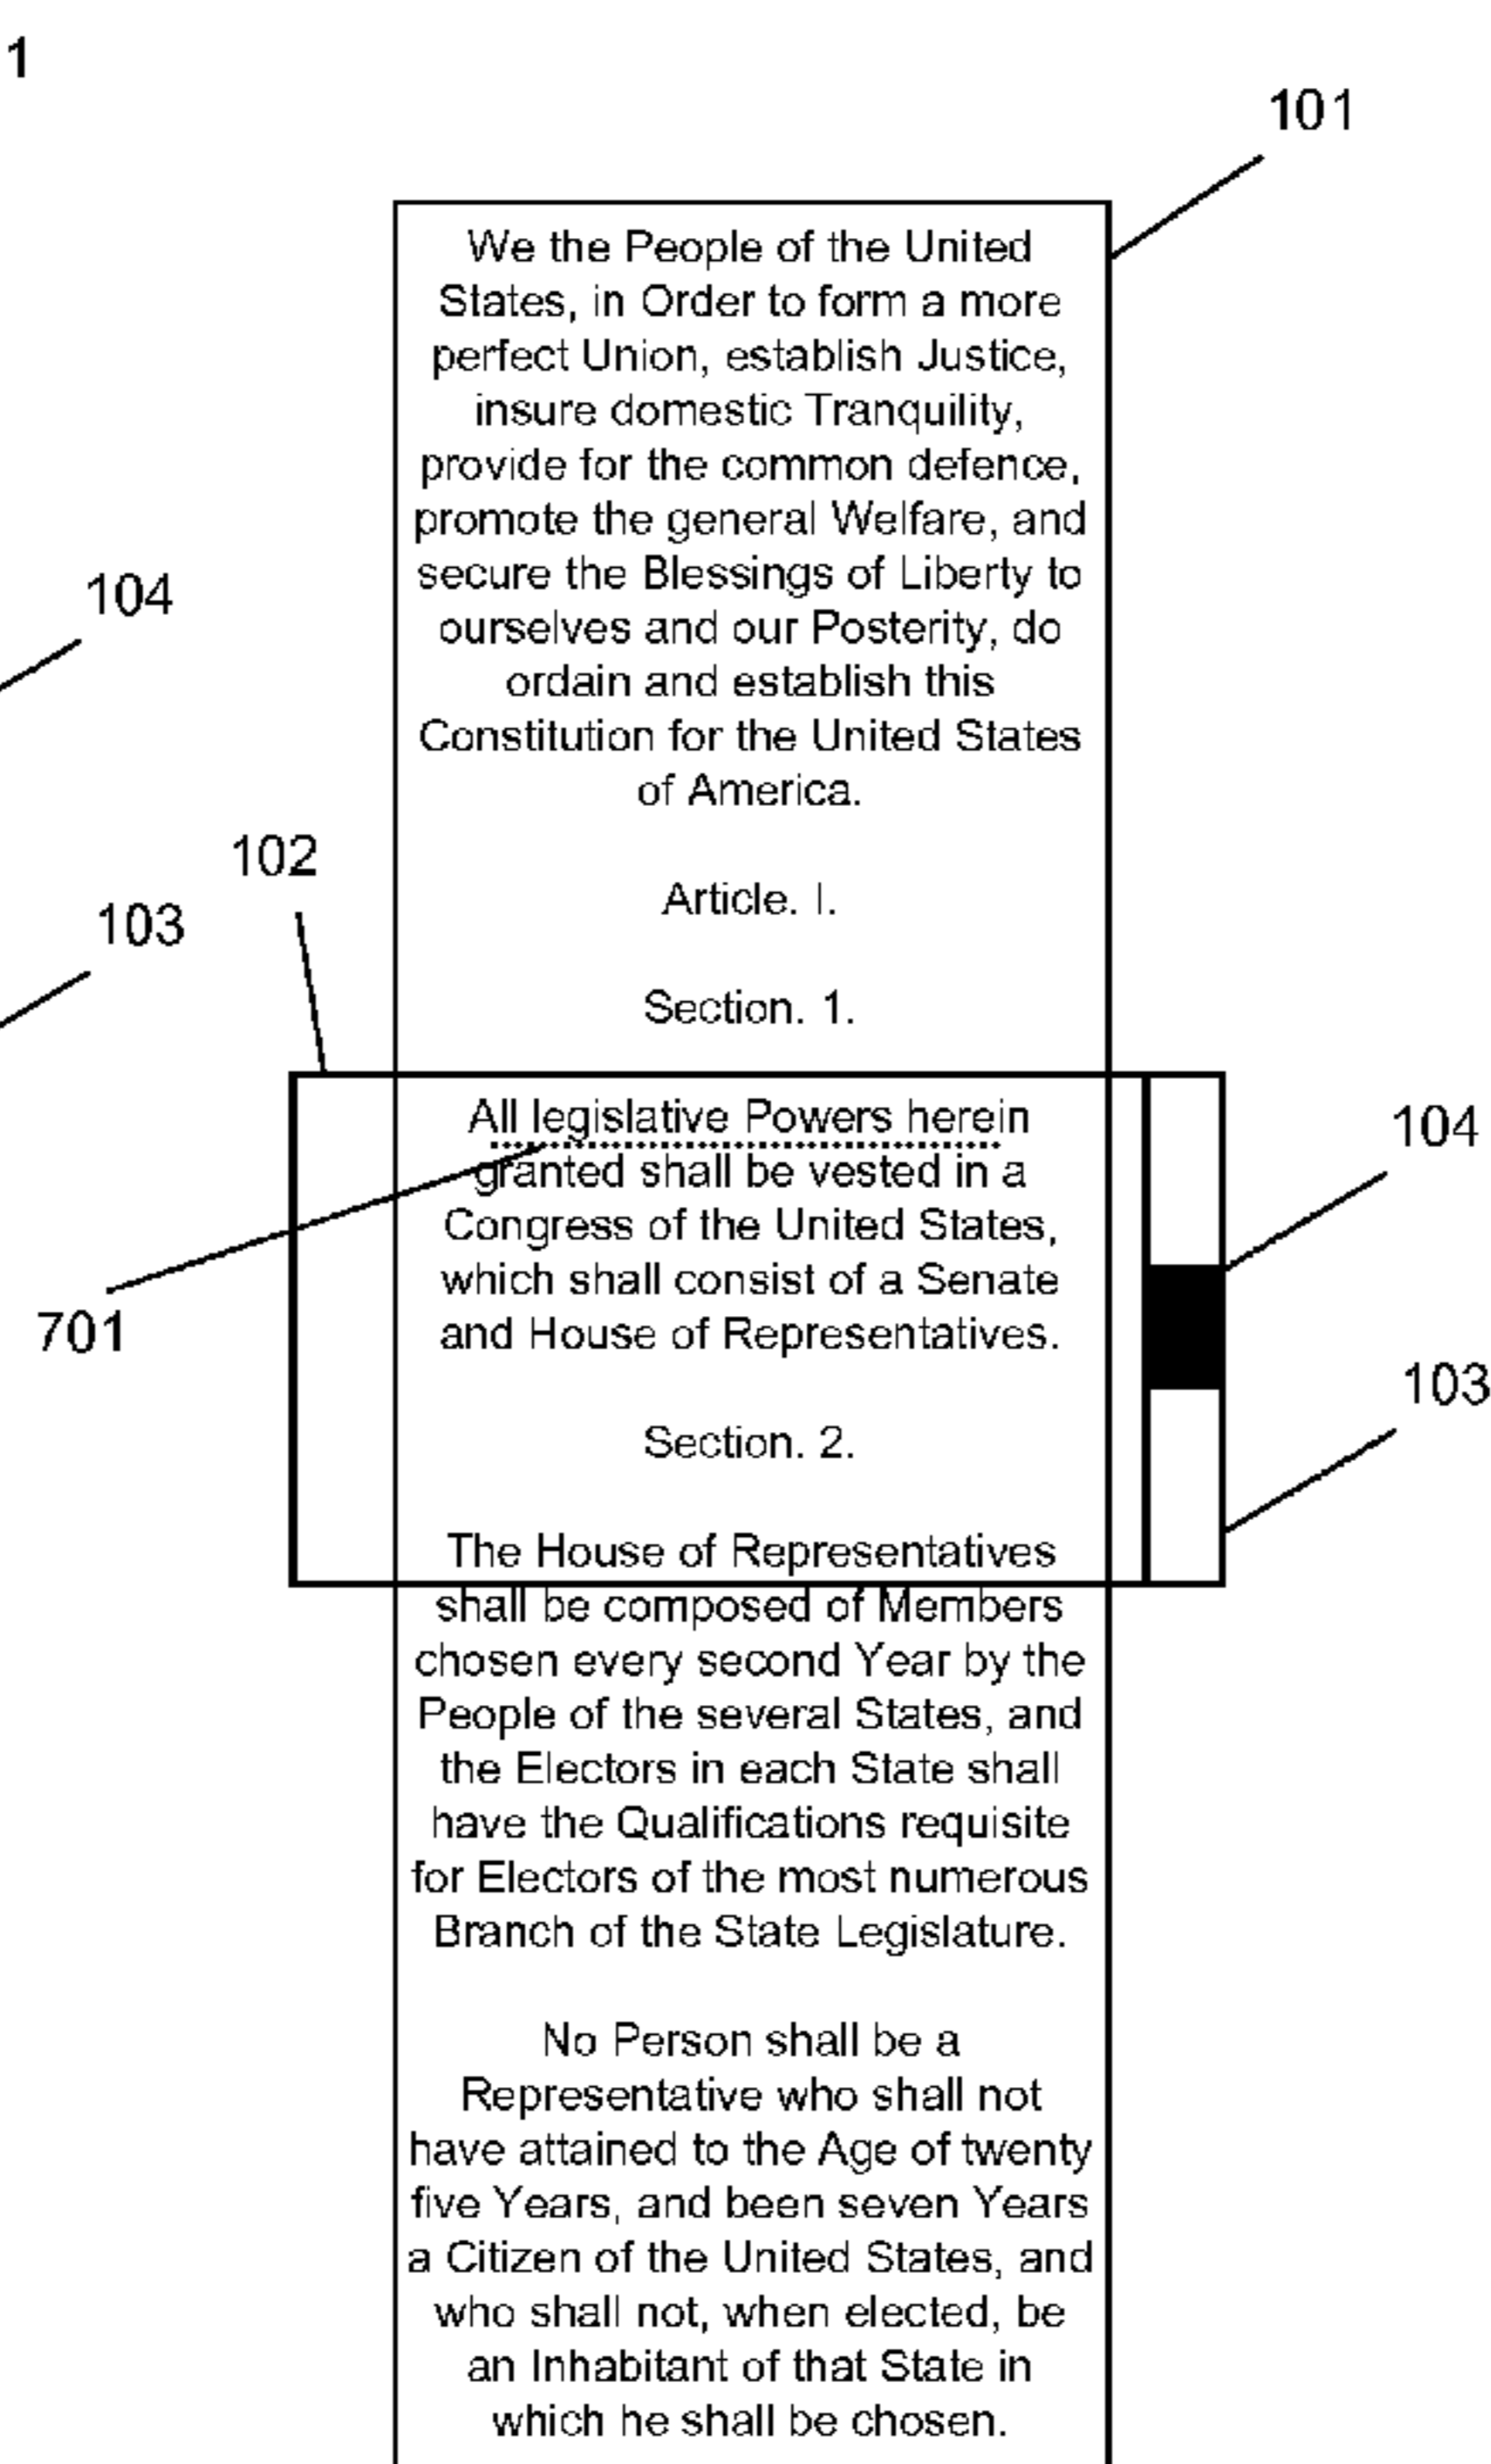 1
101
We the People of the United
States, in Order to form a more
perfect Union, establish Justice,
insure domestic Tranquility,
provide for the common defence,
promote the general Welfare, and
secure the Blessings of Liberty to
ourselves and our Posterity, do
ordain and establish this
Constitution for the United States
of America.
104
102
103
Article. I.
Section. 1.
All legislative Powers herein
granted shall be vested in a
Congress of the United States,
which shall consist of a Senate
and House of Representatives.
104
701
103
Section. 2.
The House of Representatives
shall be composed of Members
chosen every second Year by the
People of the several States, and
the Electors in each State shall
have the Qualifications requisite
for Electors of the most numerous
Branch of the State Legislature.
No Person shall be a
Representative who shall not
have attained to the Age of twenty
five Years, and been seven Years
a Citizen of the United States, and
who shall not, when elected, be
an Inhabitant of that State in
which he shall be chosen.